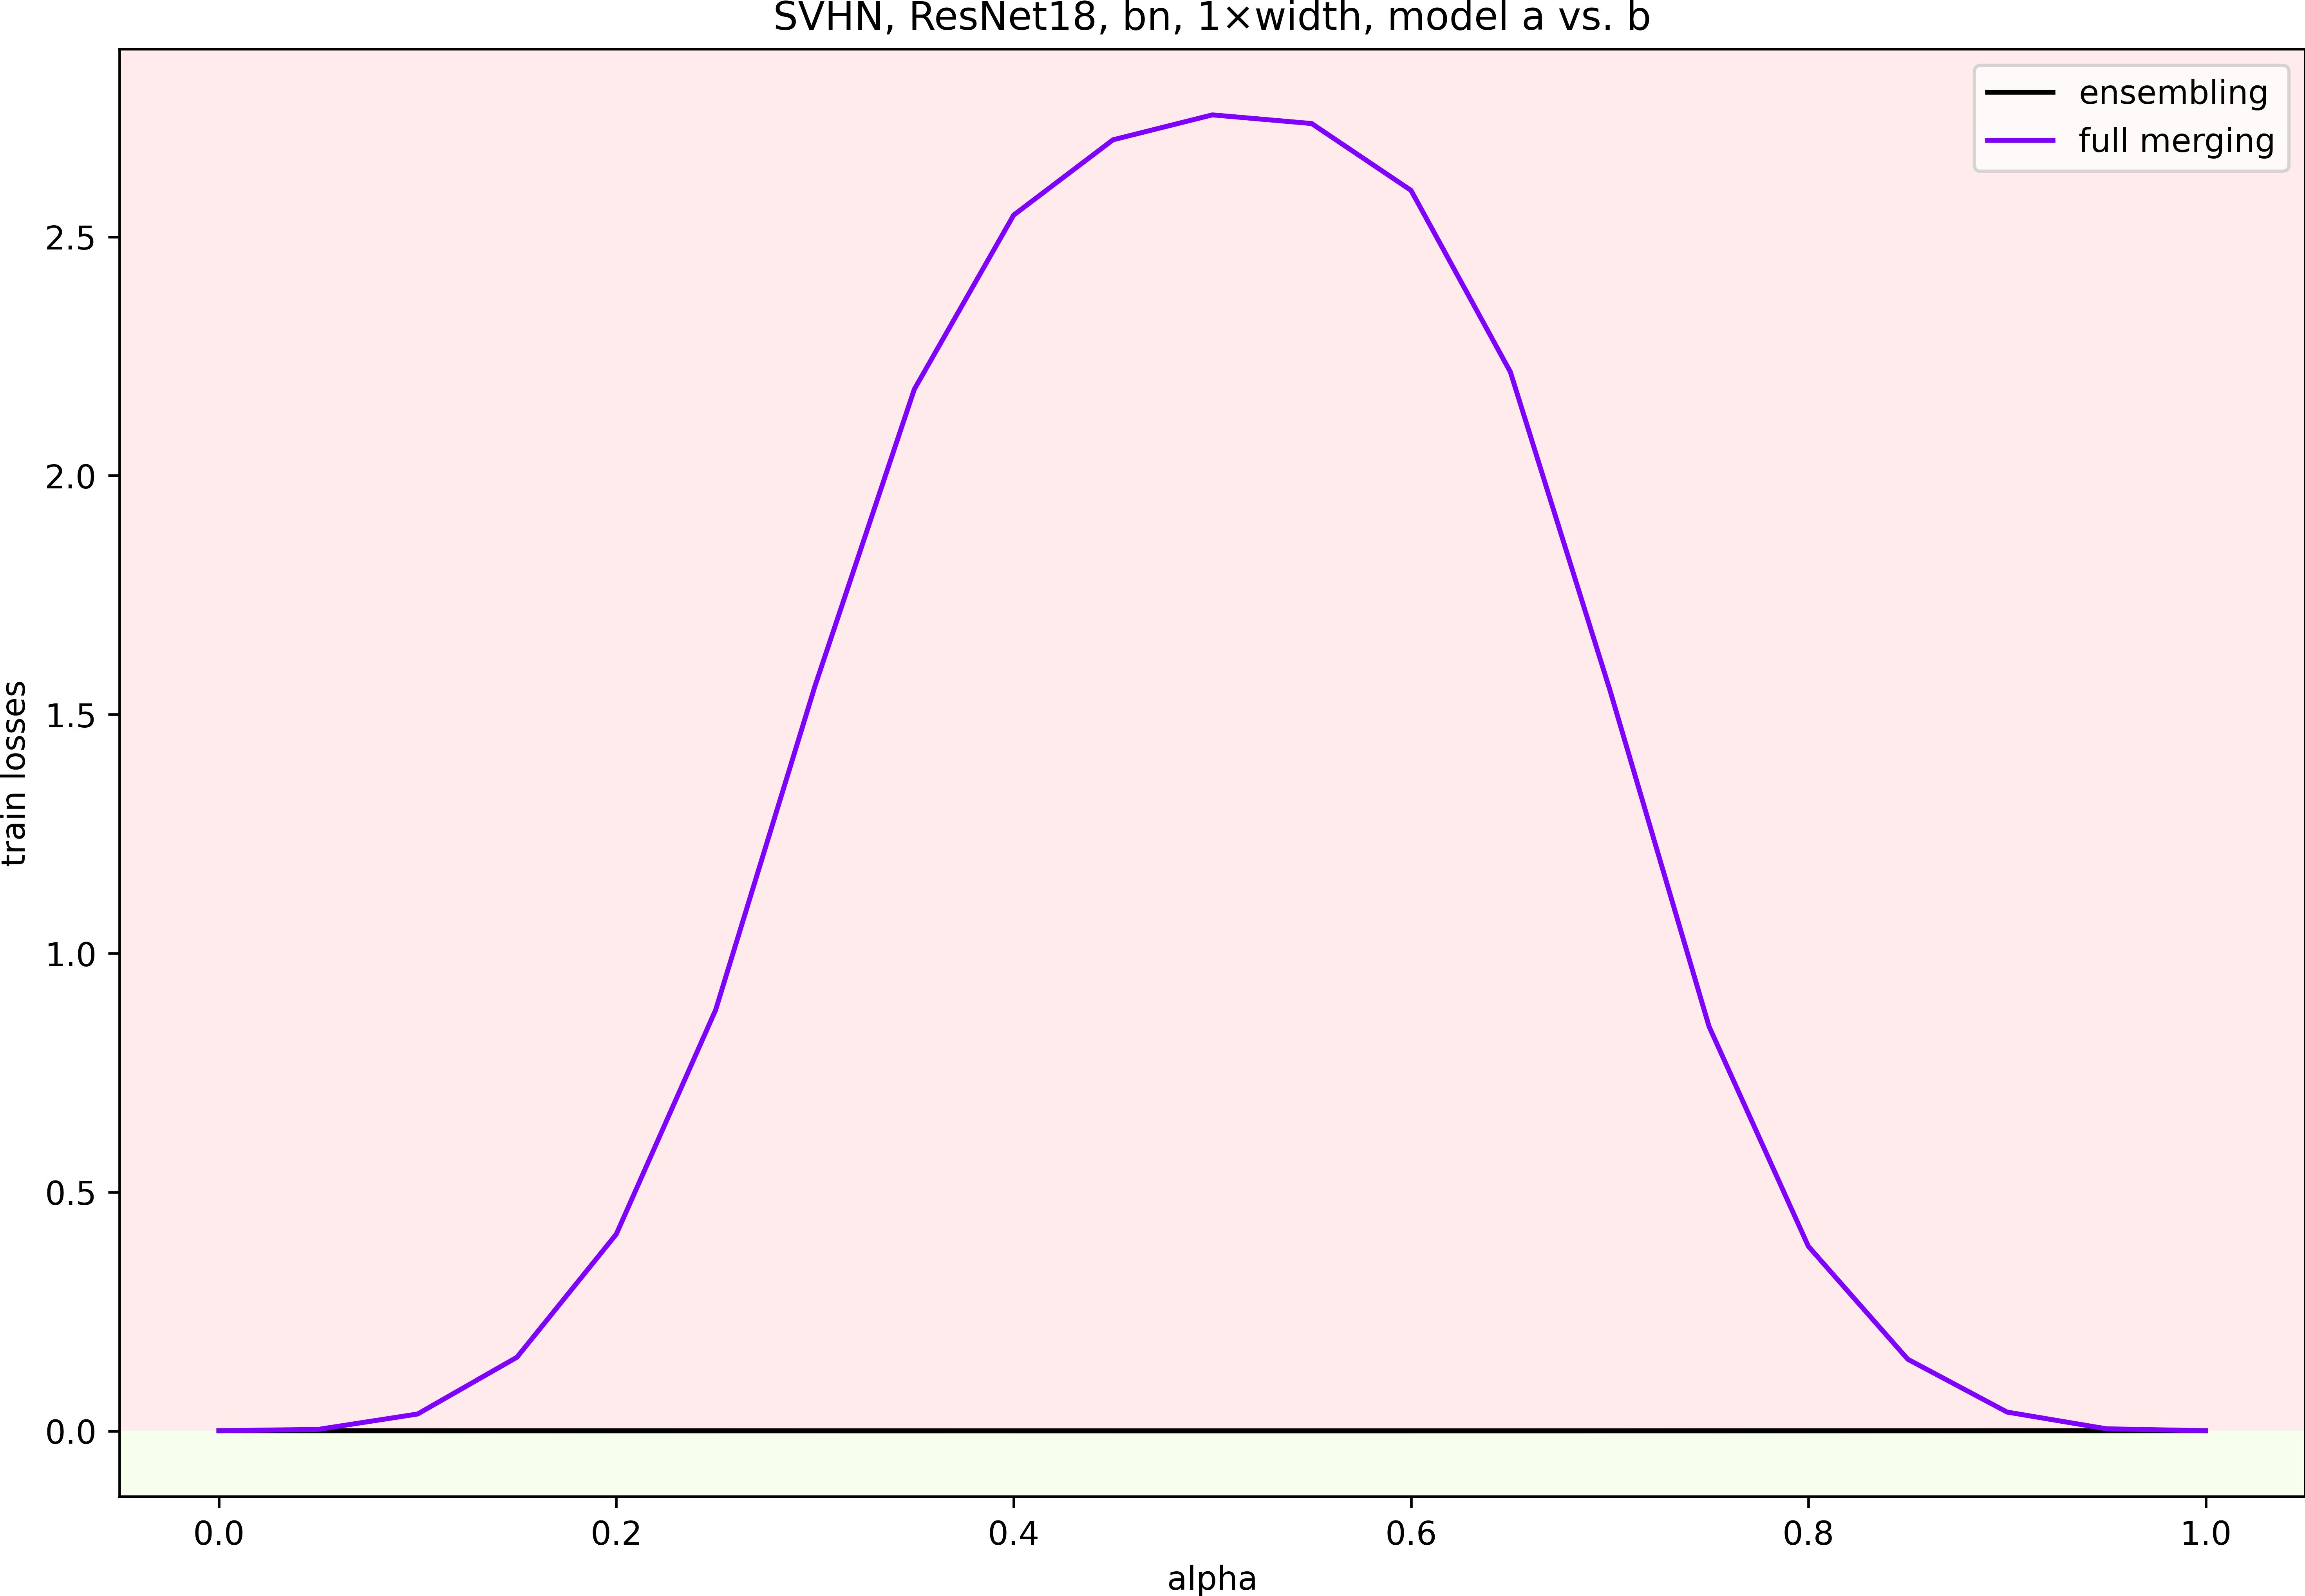 SVHN, ResNet18, bn, 1×width, model a vs. b
ensembling
full merging
train losses
2.5
2.0
1.5
1.0
0.5
0.0
0.0 0.2 0.4 0.6 0.8 1.0
alpha